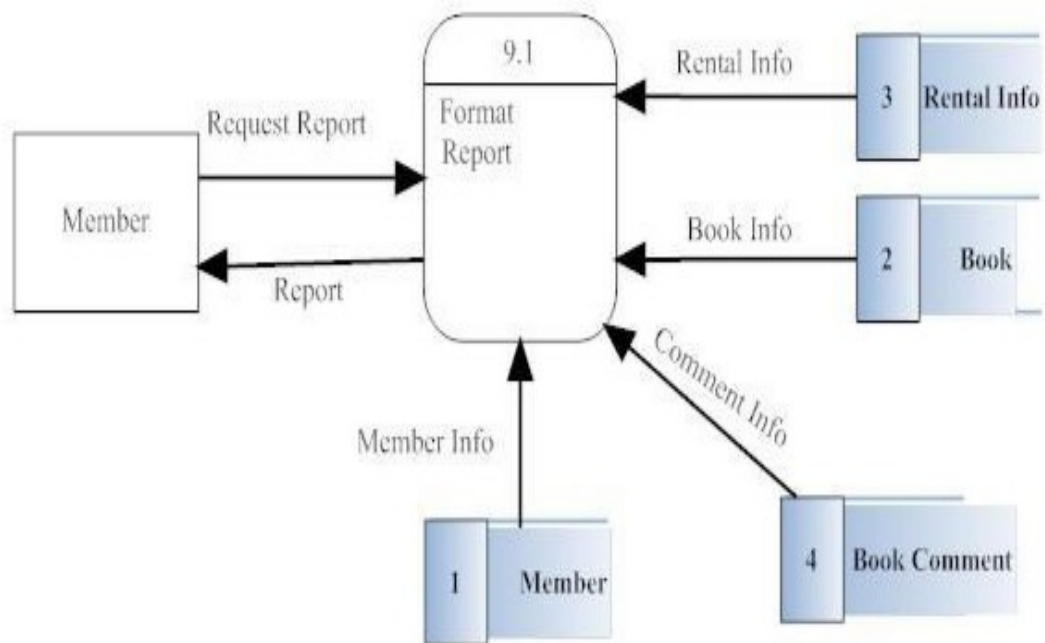 9.1
Format
Report
Request Report
Member
Report
Rental Info
3
Rental Info
Book Info
2
Book
Comment Info
4
Book Comment
Member Info
1
Member